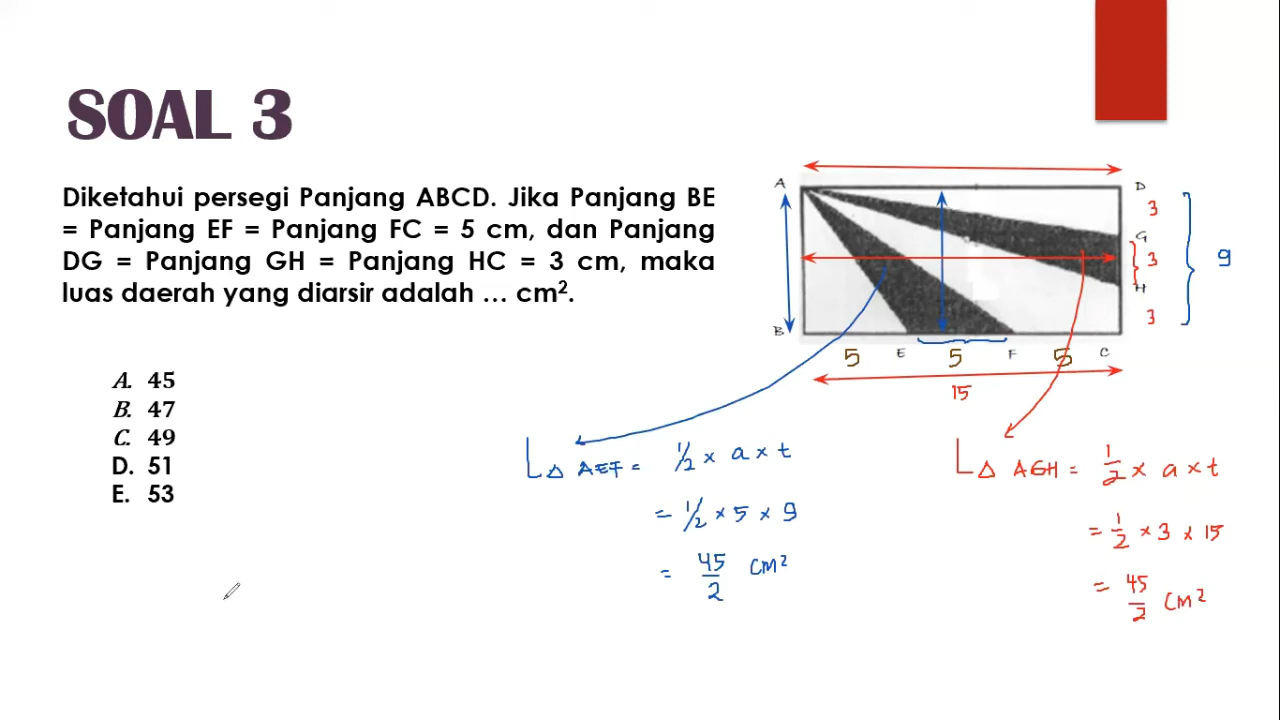 SOAL 3
Diketahui persegi Panjang ABCD. Jika Panjang BE
= Panjang EF = Panjang FC = 5 cm, dan Panjang
DG = Panjang GH = Panjang HC = 3 cm, maka
luas daerah yang diarsir adalah … cm².
A. 45
B. 47
C. 49
D. 51
E. 53
A
D
3
G
3
9
H
3
B
5 E 5 F 5 C
15
L△ AEF = 1/2 × a × t
= 1/2 × 5 × 9
= 45/2 cm²
L△ AGH = 1/2 × a × t
= 1/2 × 3 × 15
= 45/2 cm²